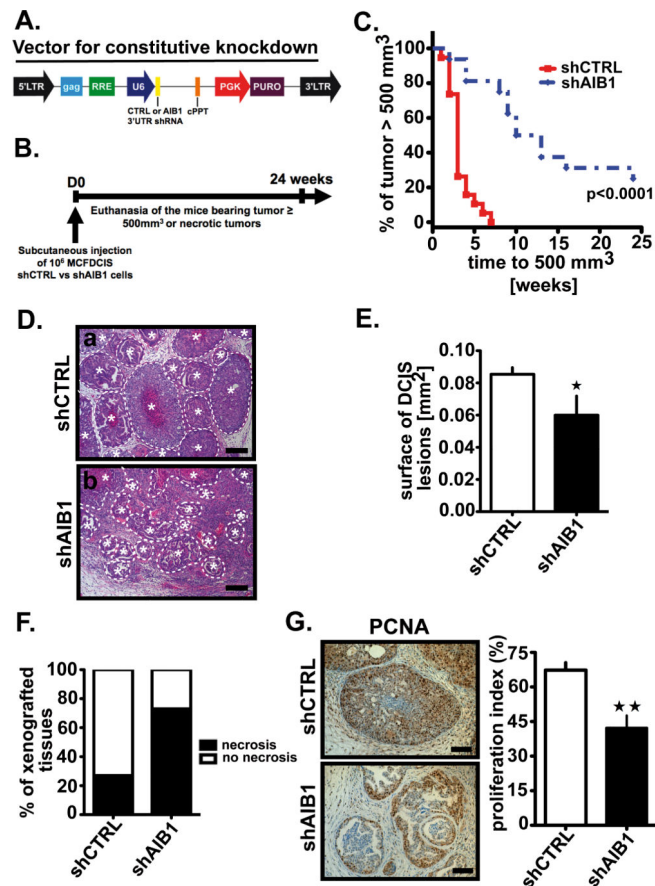 A.
Vector for constitutive knockdown
5'LTR gag RRE U6 PGK PURO 3'LTR
CTRL or AIB1 cPPT
3'UTR shRNA
B.
D0
24 weeks
Euthanasia of the mice bearing tumor ≥
500mm³ or necrotic tumors
Subcutaneous injection
of 10⁶ MCFDCIS
shCTRL vs shAIB1 cells
C.
shCTRL
shAIB1
% of tumor > 500 mm³
100
80
60
40
20
0
p<0.0001
0 5 10 15 20 25
time to 500 mm³
[weeks]
D.
shCTRL
a
shAIB1
b
E.
surface of DCIS
lesions [mm²]
0.10
0.08
0.06
0.04
0.02
0.00
shCTRL
shAIB1
F.
% of xenografted
tissues
100
80
60
40
20
0
necrosis
no necrosis
shCTRL
shAIB1
G.
PCNA
shCTRL
shAIB1
proliferation index (%)
75
60
45
30
15
0
shCTRL
shAIB1